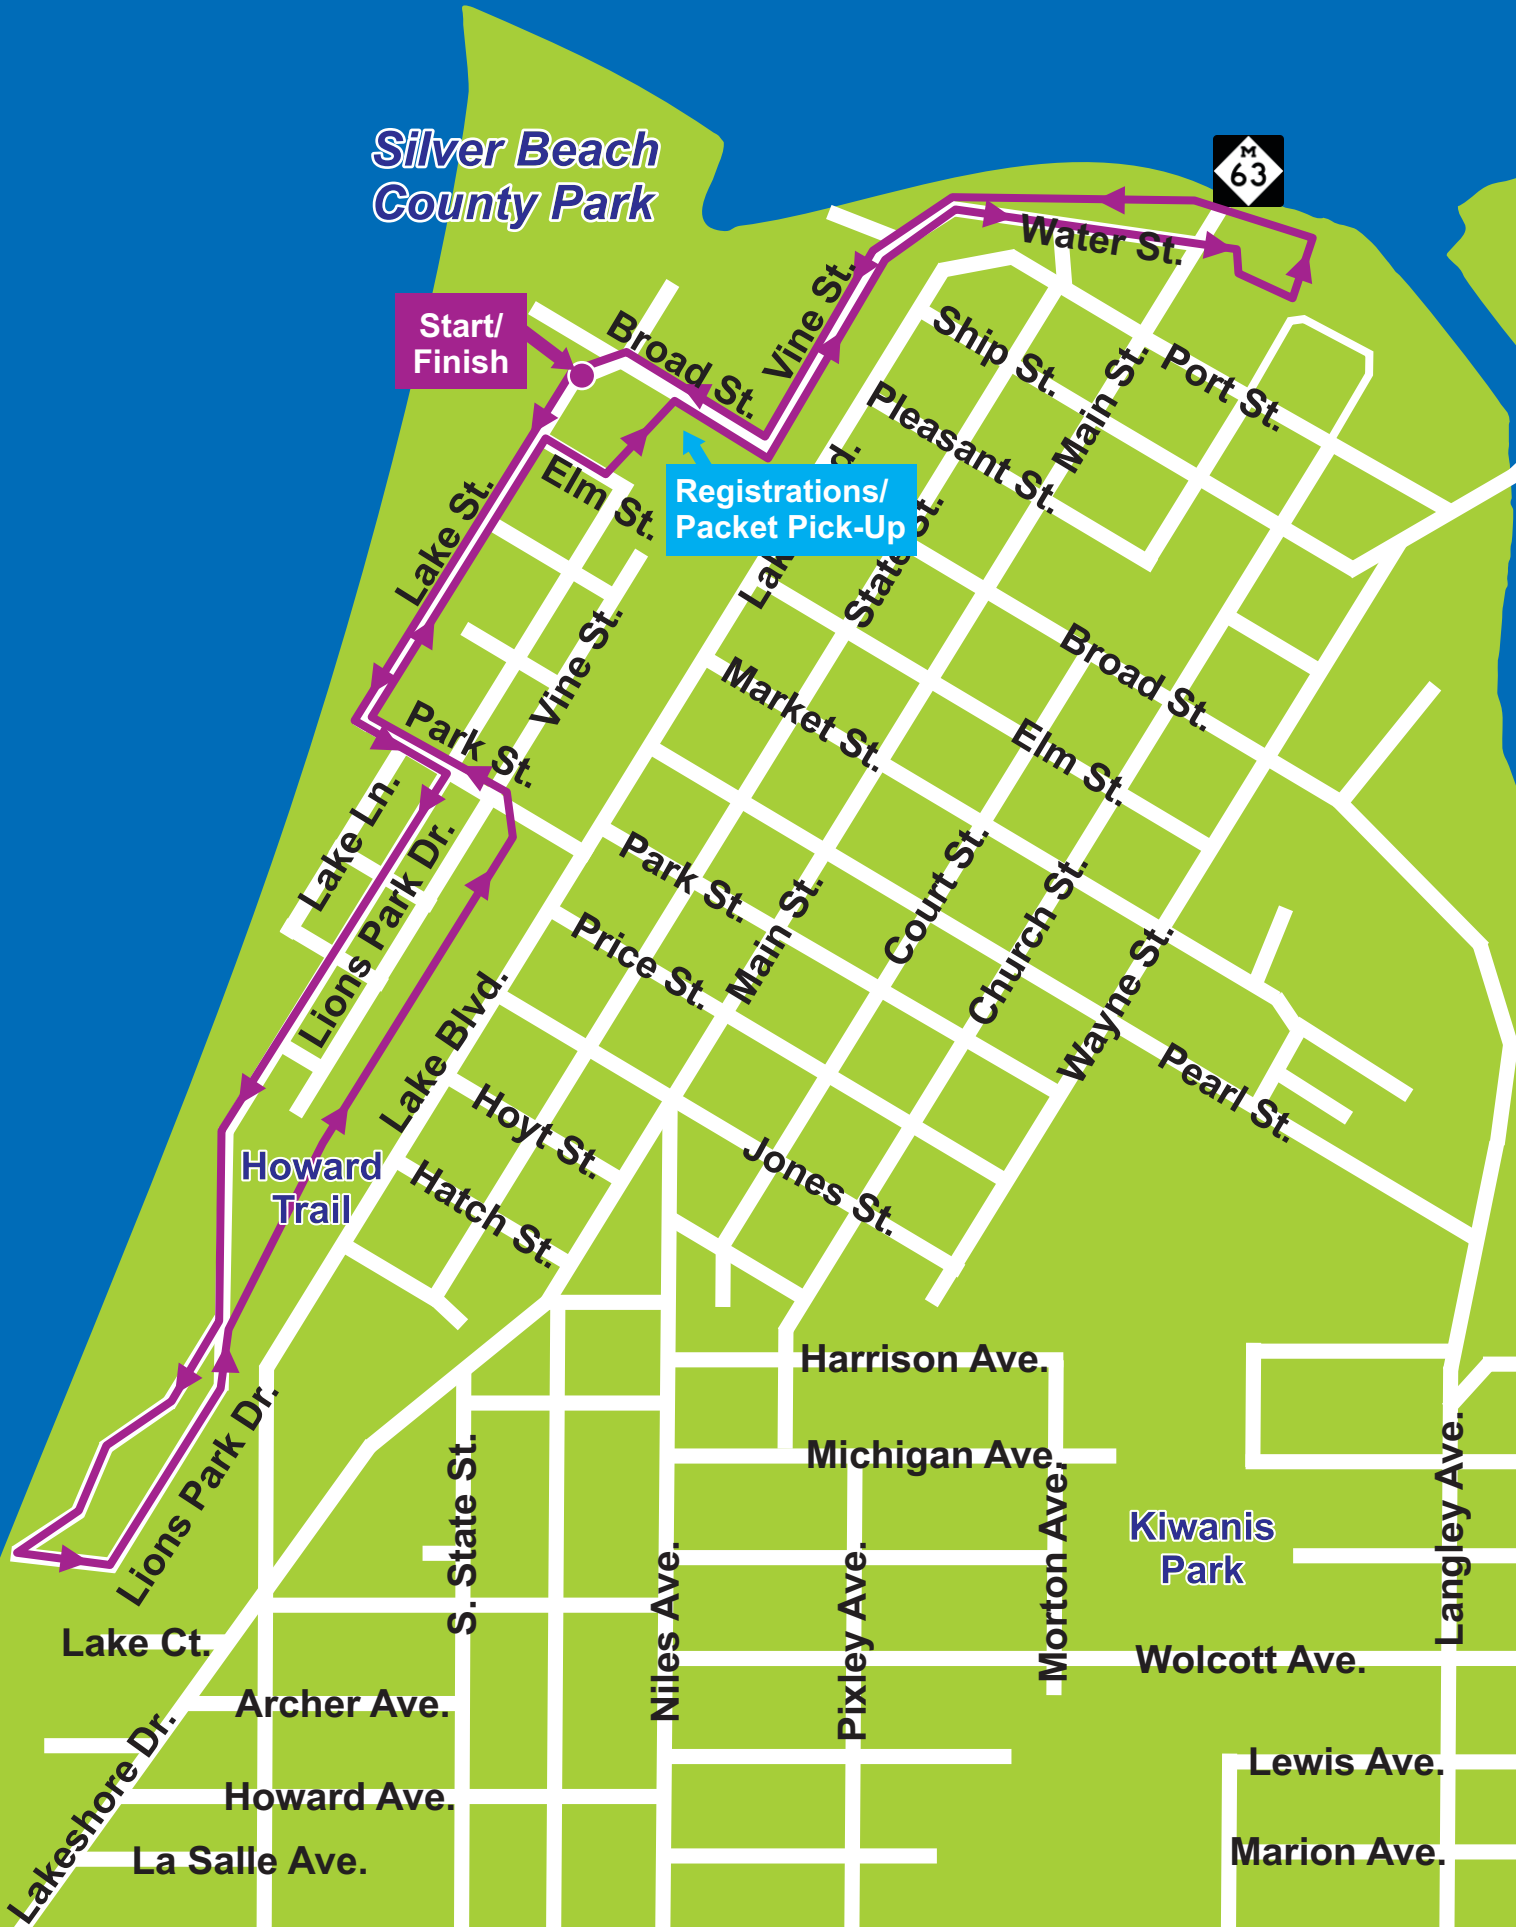 Silver Beach
County Park
M
63
Water St.
Start/
Finish
Broad St.
Vine St.
Ship St.
Port St.
Main St.
Pleasant St.
Elm St.
Registrations/
Packet Pick-Up
Lake St.
State St.
Vine St.
Broad St.
Market St.
Elm St.
Park St.
Lake Ln.
Lions Park Dr.
Park St.
Court St.
Church St.
Main St.
Price St.
Wayne St.
Lake Blvd.
Pearl St.
Hoyt St.
Jones St.
Howard
Trail
Hatch St.
Harrison Ave.
Lions Park Dr.
Michigan Ave.
S. State St.
Niles Ave.
Pixley Ave.
Morton Ave.
Kiwanis
Park
Langley Ave.
Lake Ct.
Wolcott Ave.
Archer Ave.
Lakeshore Dr.
Lewis Ave.
Howard Ave.
Marion Ave.
La Salle Ave.